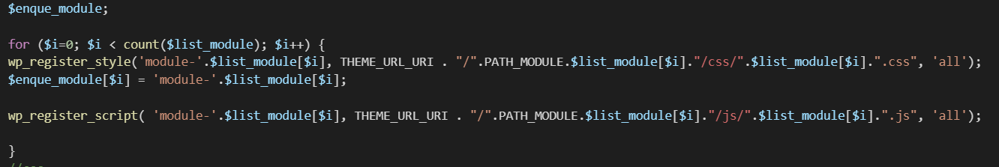 $enque_module;
for ($i=0; $i < count($list_module); $i++) {
wp_register_style('module-'.$list_module[$i], THEME_URL_URI . "/".PATH_MODULE.$list_module[$i]."/css/".$list_module[$i].".css", 'all');
$enque_module[$i] = 'module-'.$list_module[$i];
wp_register_script( 'module-'.$list_module[$i], THEME_URL_URI . "/".PATH_MODULE.$list_module[$i]."/js/".$list_module[$i].".js", 'all');
}